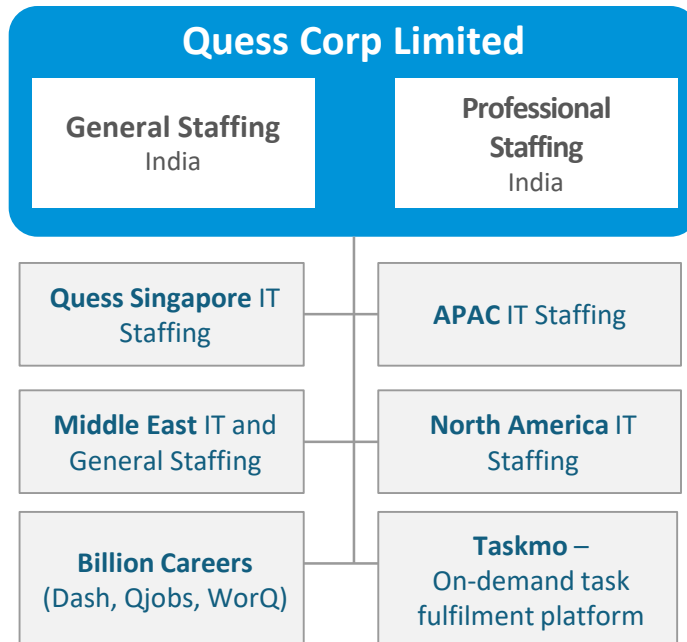 Quess Corp Limited
General Staffing
India
Professional
Staffing
India
Quess Singapore IT
Staffing
APAC IT Staffing
Middle East IT and
General Staffing
North America IT
Staffing
Billion Careers
(Dash, Qjobs, WorQ)
Taskmo –
On-demand task
fulfilment platform